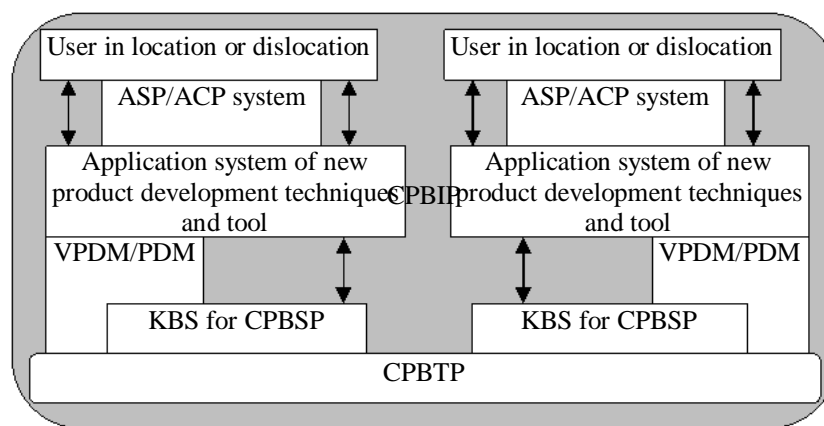 User in location or dislocation
ASP/ACP system
Application system of new
product development techniques
and tool
VPDM/PDM
KBS for CPBSP
CPBIP
User in location or dislocation
ASP/ACP system
Application system of new
product development techniques
and tool
VPDM/PDM
KBS for CPBSP
CPBTP